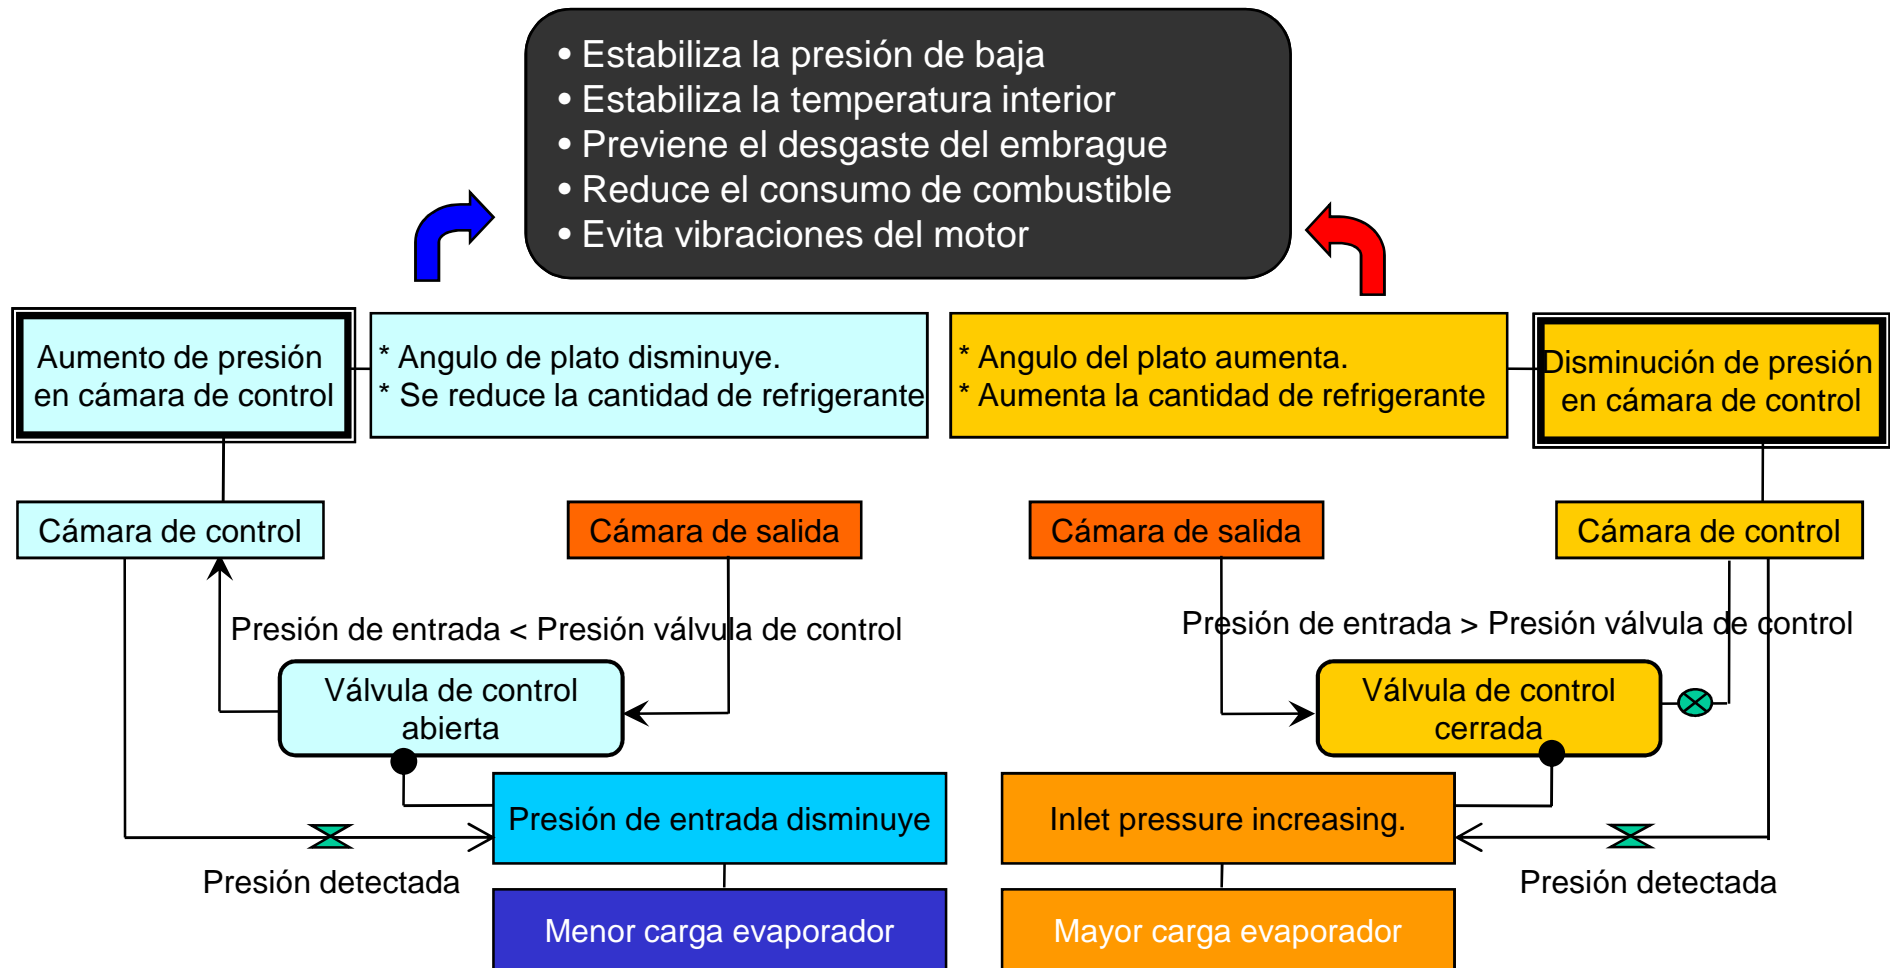 • Estabiliza la presión de baja
• Estabiliza la temperatura interior
• Previene el desgaste del embrague
• Reduce el consumo de combustible
• Evita vibraciones del motor
Aumento de presión
en cámara de control
* Angulo de plato disminuye.
* Se reduce la cantidad de refrigerante
* Angulo del plato aumenta.
* Aumenta la cantidad de refrigerante
Disminución de presión
en cámara de control
Cámara de control
Cámara de salida
Cámara de salida
Cámara de control
Presión de entrada < Presión válvula de control
Presión de entrada > Presión válvula de control
Válvula de control
abierta
Válvula de control
cerrada
Presión de entrada disminuye
Inlet pressure increasing.
Presión detectada
Presión detectada
Menor carga evaporador
Mayor carga evaporador